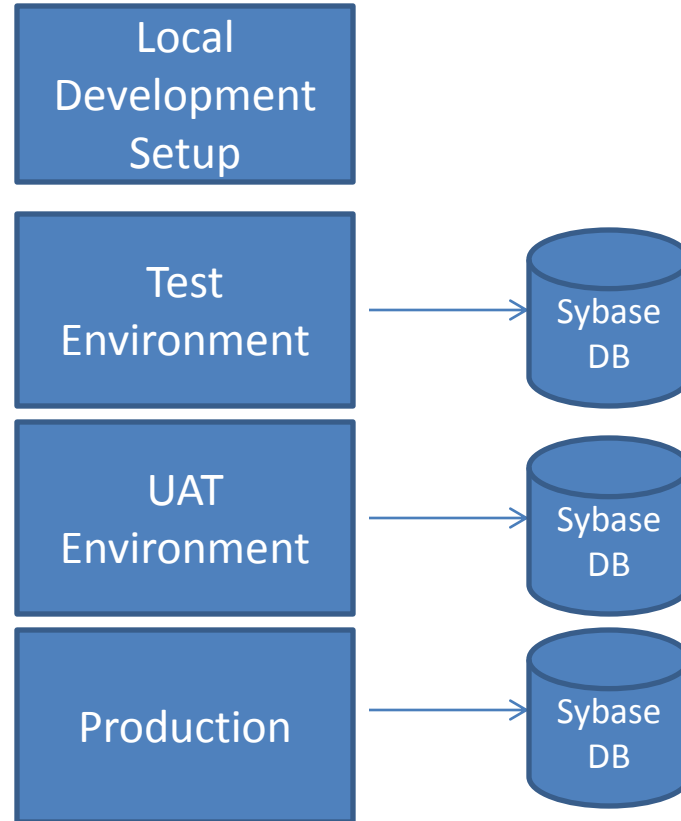 Local
Development
Setup
Test
Environment
Sybase
DB
UAT
Environment
Sybase
DB
Production
Sybase
DB